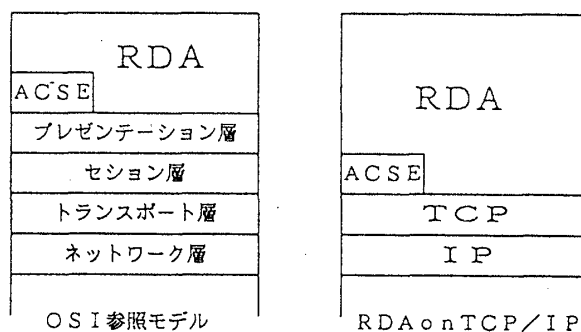 RDA
ACSE
プレゼンテーション層
セション層
トランスポート層
ネットワーク層
OSI参照モデル
RDA
ACSE
TCP
IP
RDAonTCP/IP